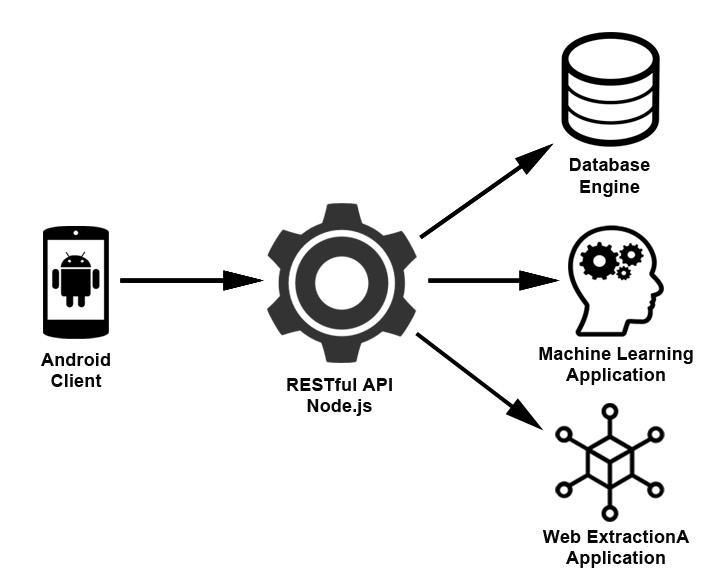 Database
Engine
Android
Client
RESTful API
Node.js
Machine Learning
Application
Web ExtractionA
Application